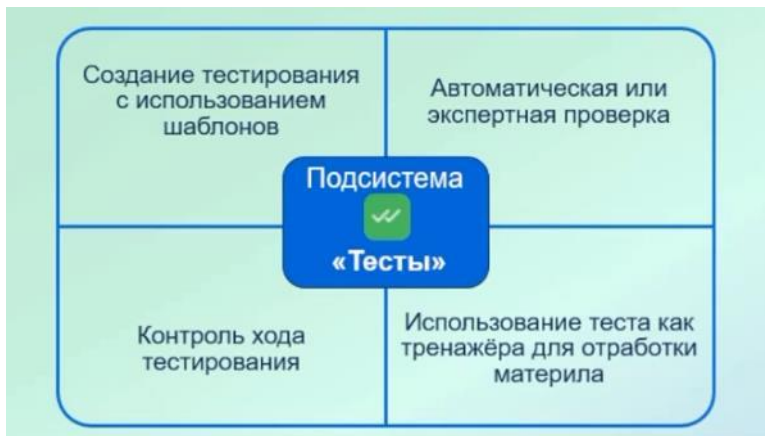 Создание тестирования
с использованием
шаблонов
Автоматическая или
экспертная проверка
Подсистема
«Тесты»
Контроль хода
тестирования
Использование теста как
тренажёра для отработки
материла